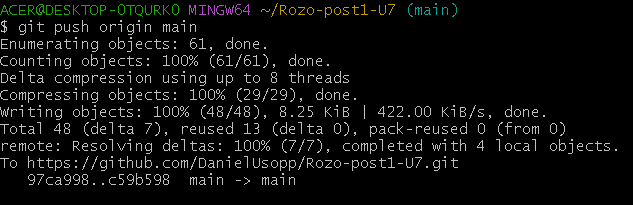 ACER@DESKTOP-OTQURKO MINGW64 ~/Rozo-post1-U7 (main)
$ git push origin main
Enumerating objects: 61, done.
Counting objects: 100% (61/61), done.
Delta compression using up to 8 threads
Compressing objects: 100% (29/29), done.
Writing objects: 100% (48/48), 8.25 KiB | 422.00 KiB/s, done.
Total 48 (delta 7), reused 13 (delta 0), pack-reused 0 (from 0)
remote: Resolving deltas: 100% (7/7), completed with 4 local objects.
To https://github.com/DanielUsopp/Rozo-post1-U7.git
   97ca998..c59b598  main -> main